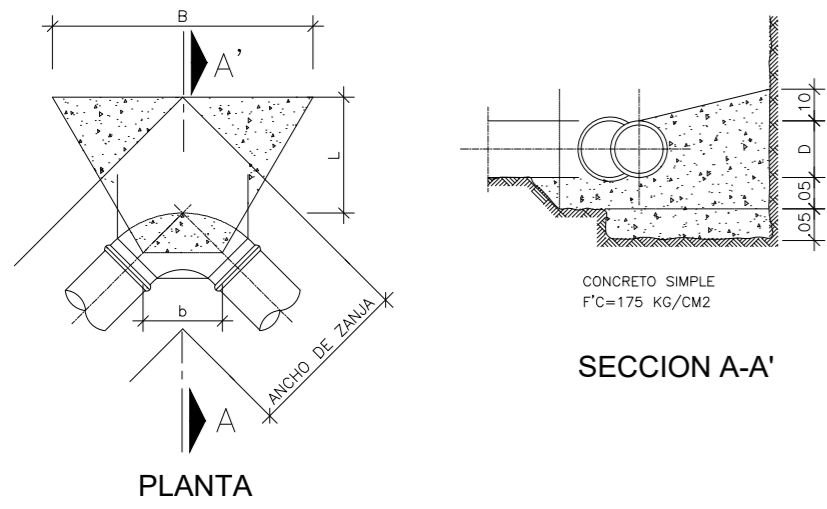 B
A'
L
b
ANCHO DE ZANJA
A
PLANTA
10
D
.05
.05
CONCRETO SIMPLE
F'C=175 KG/CM2
SECCION A-A'